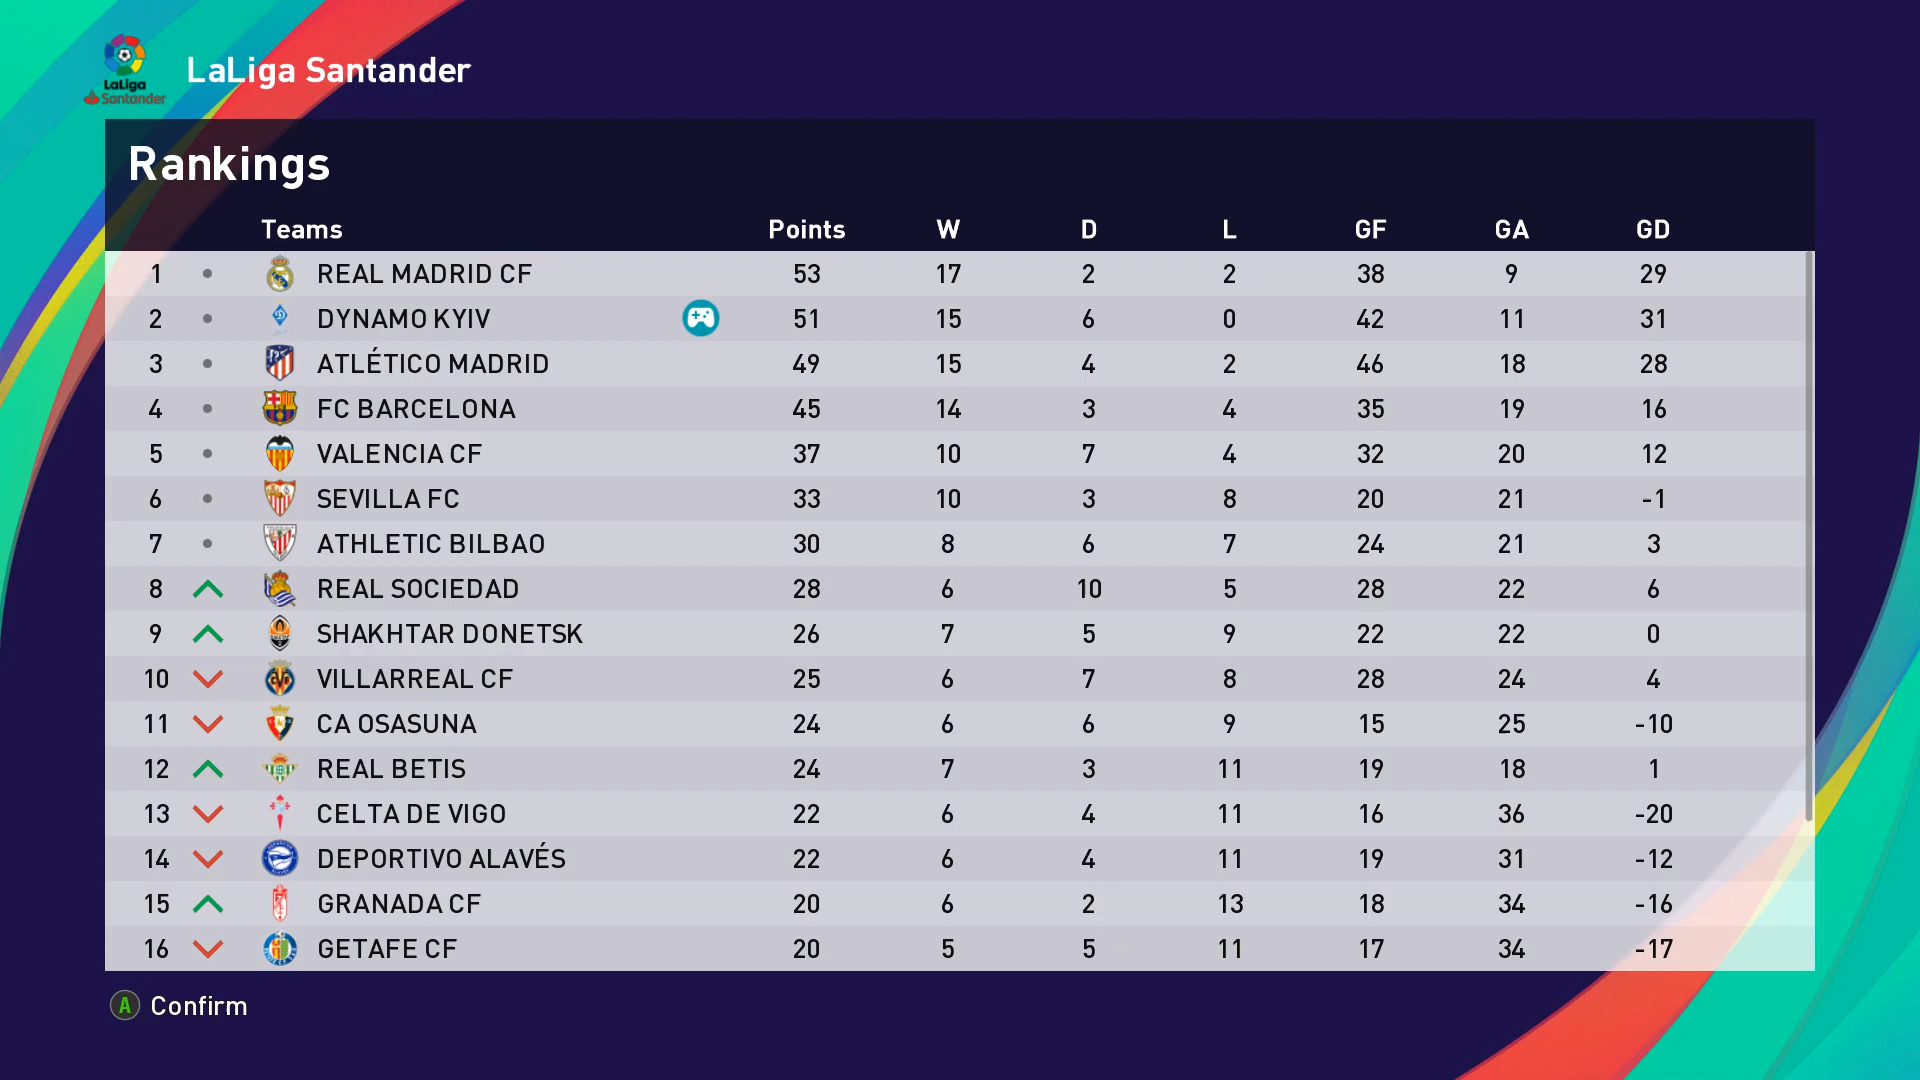 LaLiga
Santander
LaLiga Santander
Rankings
Teams Points W D L GF GA GD
1 REAL MADRID CF 53 17 2 2 38 9 29
2 DYNAMO KYIV 51 15 6 0 42 11 31
3 ATLÉTICO MADRID 49 15 4 2 46 18 28
4 FC BARCELONA 45 14 3 4 35 19 16
5 VALENCIA CF 37 10 7 4 32 20 12
6 SEVILLA FC 33 10 3 8 20 21 -1
7 ATHLETIC BILBAO 30 8 6 7 24 21 3
8 REAL SOCIEDAD 28 6 10 5 28 22 6
9 SHAKHTAR DONETSK 26 7 5 9 22 22 0
10 VILLARREAL CF 25 6 7 8 28 24 4
11 CA OSASUNA 24 6 6 9 15 25 -10
12 REAL BETIS 24 7 3 11 19 18 1
13 CELTA DE VIGO 22 6 4 11 16 36 -20
14 DEPORTIVO ALAVÉS 22 6 4 11 19 31 -12
15 GRANADA CF 20 6 2 13 18 34 -16
16 GETAFE CF 20 5 5 11 17 34 -17
A Confirm